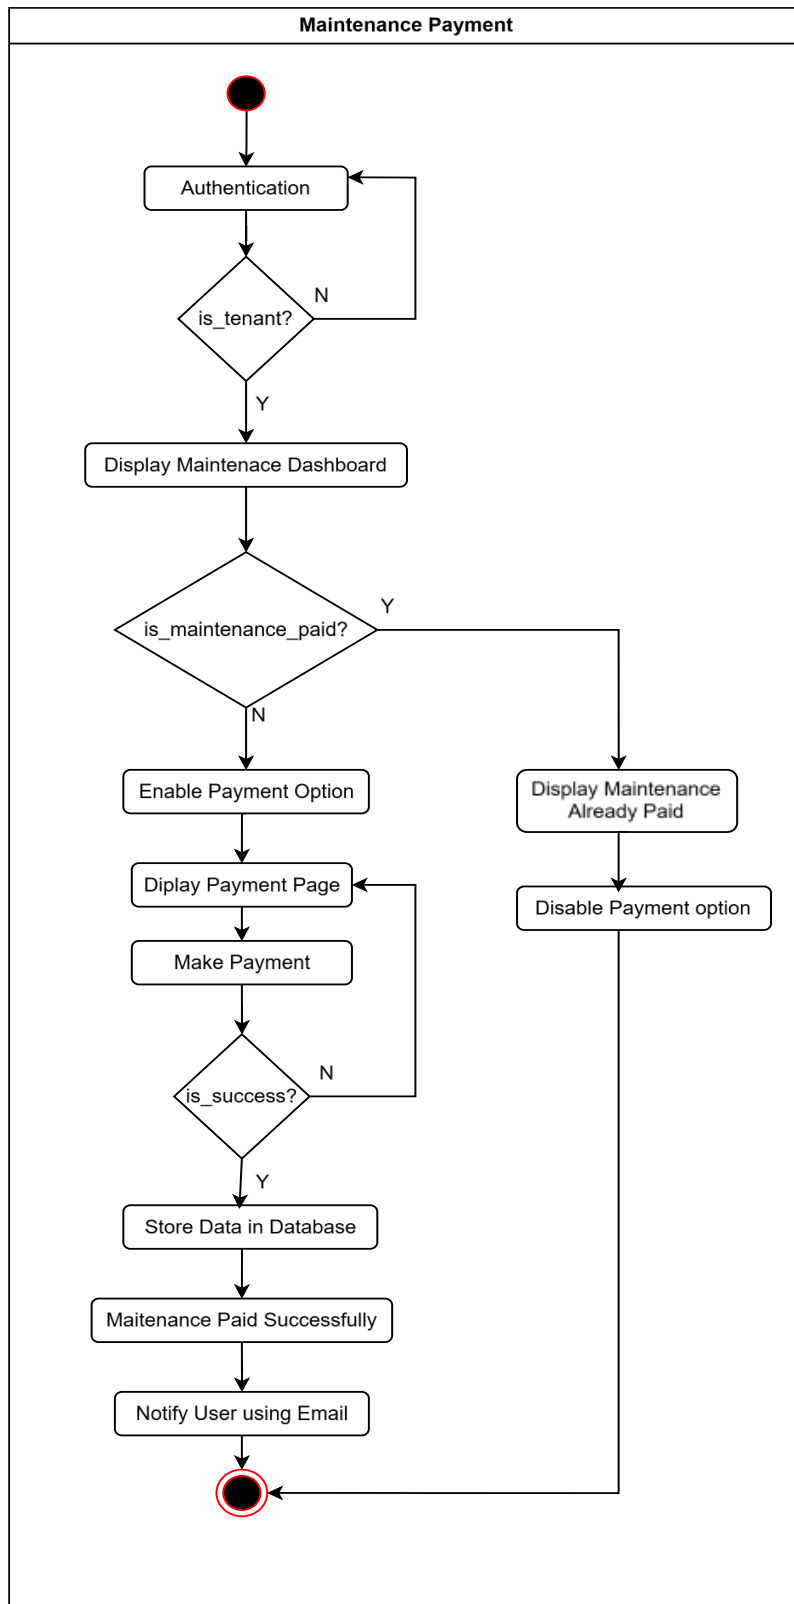 Maintenance Payment
Authentication
N
is_tenant?
Y
Display Maintenace Dashboard
Y
is_maintenance_paid?
N
Enable Payment Option
Display Maintenance
Already Paid
Diplay Payment Page
Disable Payment option
Make Payment
N
is_success?
Y
Store Data in Database
Maitenance Paid Successfully
Notify User using Email